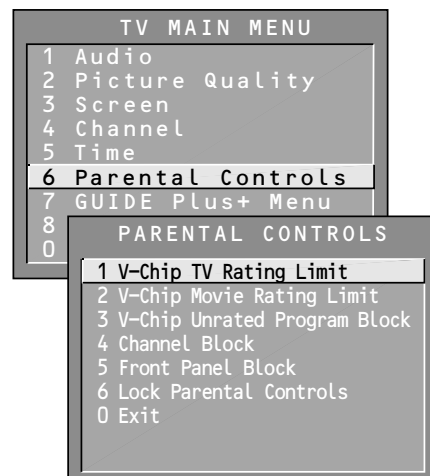 TV MAIN MENU
1 Audio
2 Picture Quality
3 Screen
4 Channel
5 Time
6 Parental Controls
7 GUIDE Plus+ Menu
8
0
PARENTAL CONTROLS
1 V-Chip TV Rating Limit
2 V-Chip Movie Rating Limit
3 V-Chip Unrated Program Block
4 Channel Block
5 Front Panel Block
6 Lock Parental Controls
0 Exit